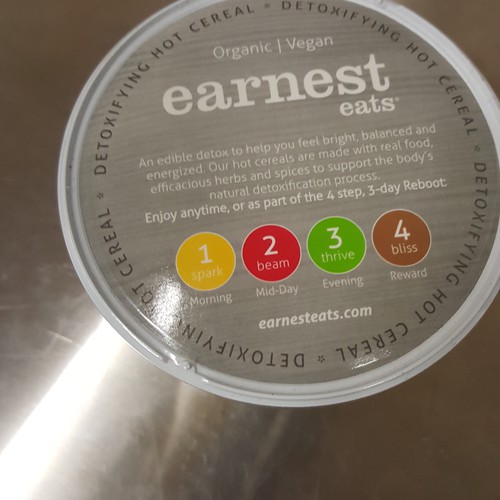 DETOXIFYING HOT CEREAL * DETOXIFYING HOT CEREAL * DETOXIFYING HOT CEREAL * DETOXIFYING HOT CEREAL *
Organic | Vegan
earnest
eats®
An edible detox to help you feel bright, balanced and
energized. Our hot cereals are made with real food,
efficacious herbs and spices to support the body's
natural detoxification process.
Enjoy anytime, or as part of the 4 step, 3-day Reboot:
1 2 3 4
spark beam thrive bliss
Morning Mid-Day Evening Reward
earnesteats.com